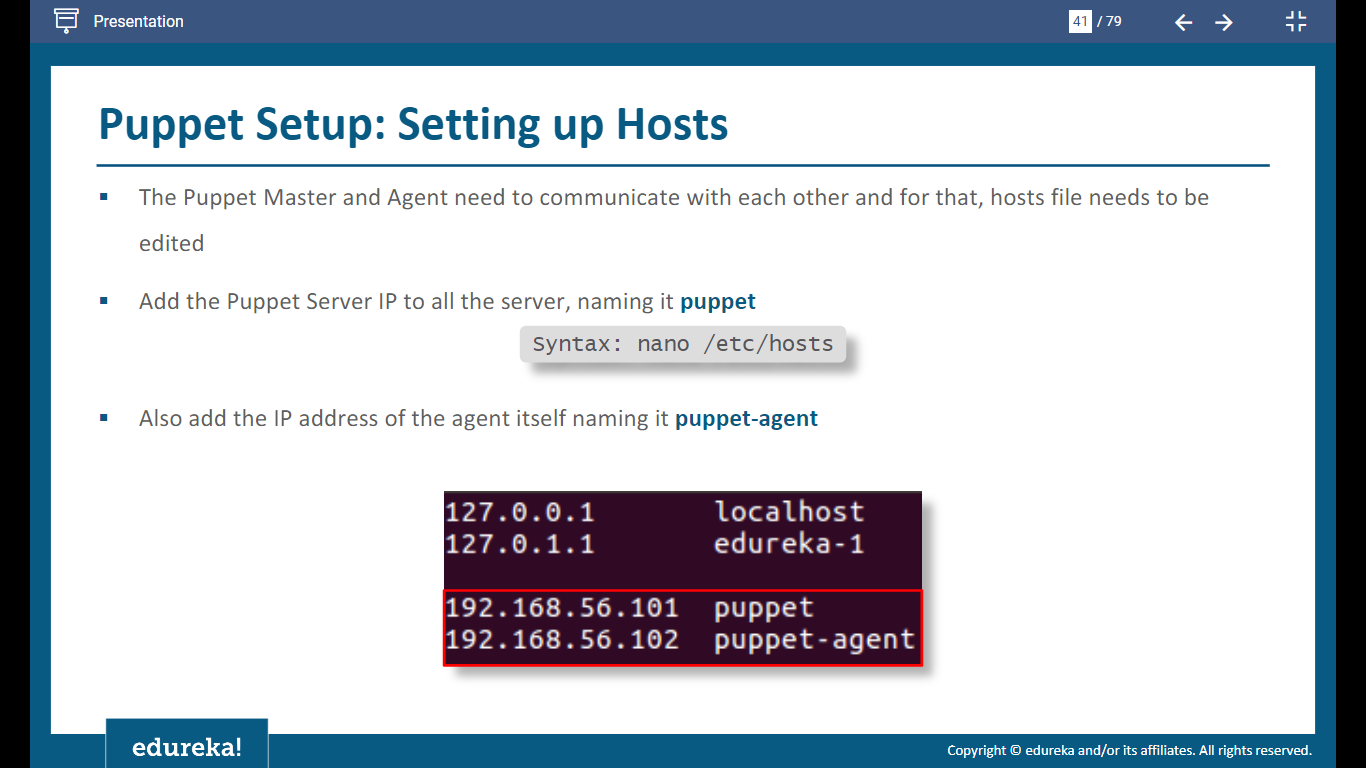 Presentation
41 / 79
Puppet Setup: Setting up Hosts
▪ The Puppet Master and Agent need to communicate with each other and for that, hosts file needs to be
edited
▪ Add the Puppet Server IP to all the server, naming it puppet
Syntax: nano /etc/hosts
▪ Also add the IP address of the agent itself naming it puppet-agent
127.0.0.1 localhost
127.0.1.1 edureka-1
192.168.56.101 puppet
192.168.56.102 puppet-agent
edureka!
Copyright © edureka and/or its affiliates. All rights reserved.